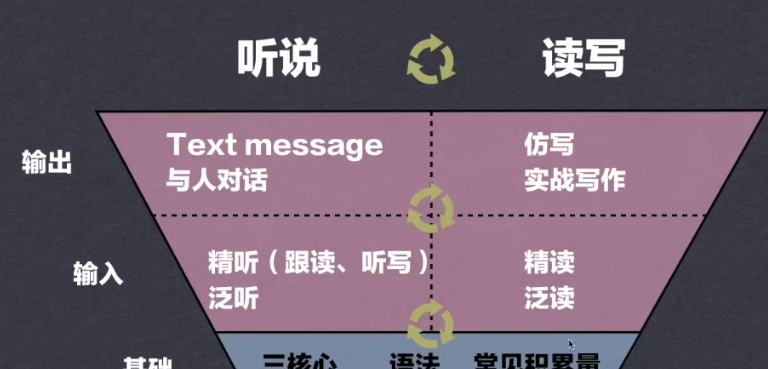 听说 读写
输出
Text message
与人对话
仿写
实战写作
输入
精听（跟读、听写）
泛听
精读
泛读
基础
三核心 语法 常见积累量